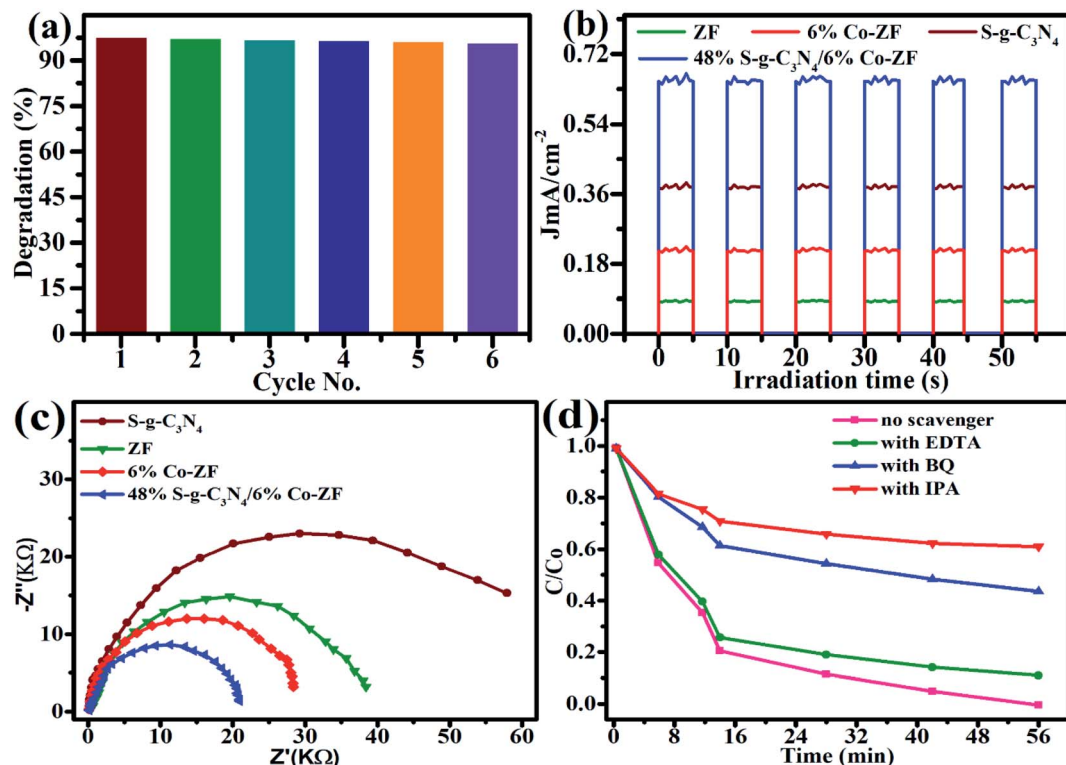 (a)
Degradation (%)
90
75
60
45
30
15
0
1 2 3 4 5 6
Cycle No.
(b)
ZF 6% Co-ZF S-g-C₃N₄
48% S-g-C₃N₄/6% Co-ZF
JmA/cm⁻²
0.72
0.54
0.36
0.18
0.00
0 10 20 30 40 50
Irradiation time (s)
(c)
S-g-C₃N₄
ZF
6% Co-ZF
48% S-g-C₃N₄/6% Co-ZF
-Z''(KΩ)
30
20
10
0
0 10 20 30 40 50 60
Z'(KΩ)
(d)
no scavenger
with EDTA
with BQ
with IPA
C/Co
1.0
0.8
0.6
0.4
0.2
0.0
0 8 16 24 32 40 48 56
Time (min)